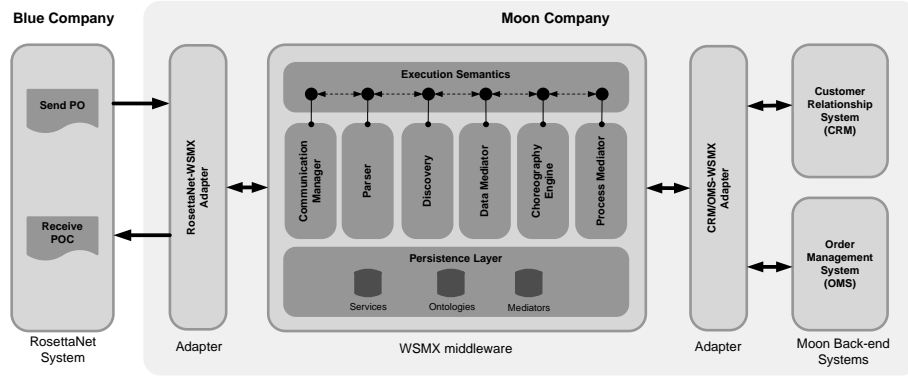 Blue Company
Moon Company
Send PO
Receive
POC
RosettaNet
System
RosettaNet-WSMX
Adapter
Adapter
Execution Semantics
Communication
Manager
Parser
Discovery
Data Mediator
Choreography
Engine
Process Mediator
Persistence Layer
Services
Ontologies
Mediators
WSMX middleware
CRM/OMS-WSMX
Adapter
Adapter
Customer
Relationship
System
(CRM)
Order
Management
System
(OMS)
Moon Back-end
Systems